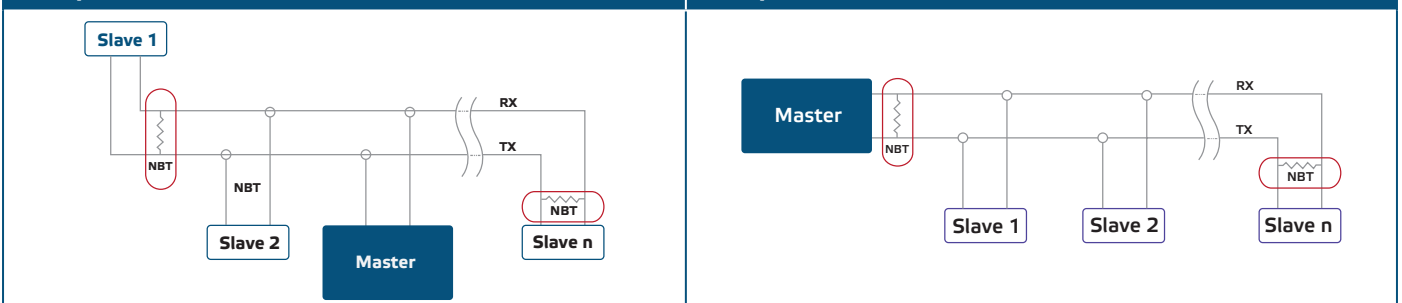 Slave 1
RX
TX
NBT
NBT
NBT
Slave 2
Master
Slave n
Master
RX
TX
NBT
NBT
Slave 1
Slave 2
Slave n